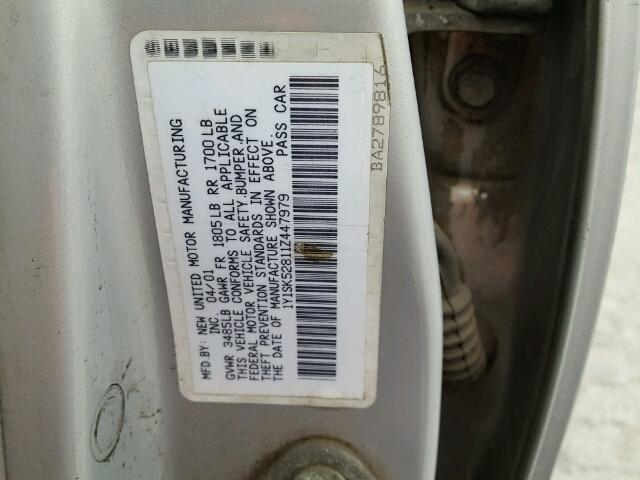 MFD.BY: NEW UNITED MOTOR MANUFACTURING
INC 04/01
GVWR 3485LB GAWR FR 1805LB RR 1700LB
THIS VEHICLE CONFORMS TO ALL APPLICABLE
FEDERAL MOTOR VEHICLE SAFETY,BUMPER,AND
THEFT PREVENTION STANDARDS IN EFFECT ON
THE DATE OF MANUFACTURE SHOWN ABOVE.
1Y1SK52811Z447979 PASS CAR
BA2789816